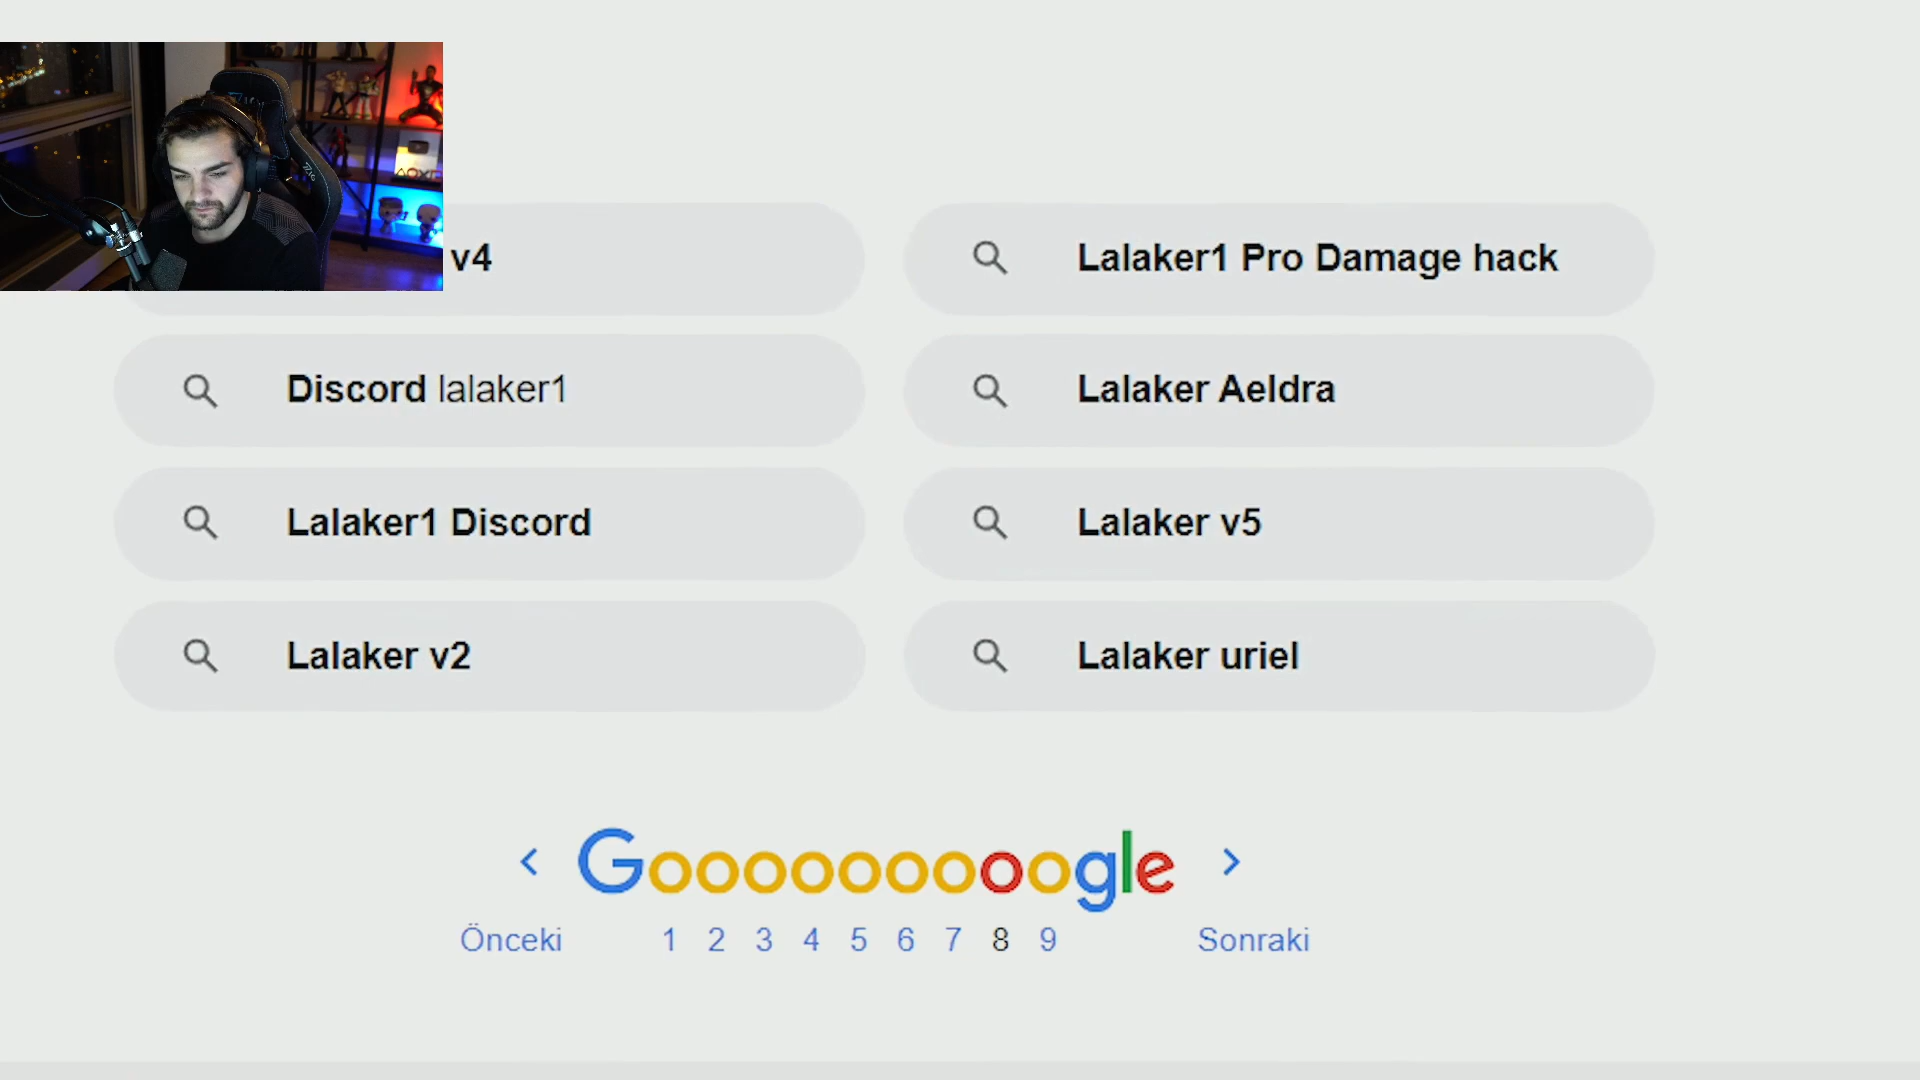 v4
Lalaker1 Pro Damage hack
Discord lalaker1
Lalaker Aeldra
Lalaker1 Discord
Lalaker v5
Lalaker v2
Lalaker uriel
Goooooooooogle
Önceki 1 2 3 4 5 6 7 8 9 Sonraki